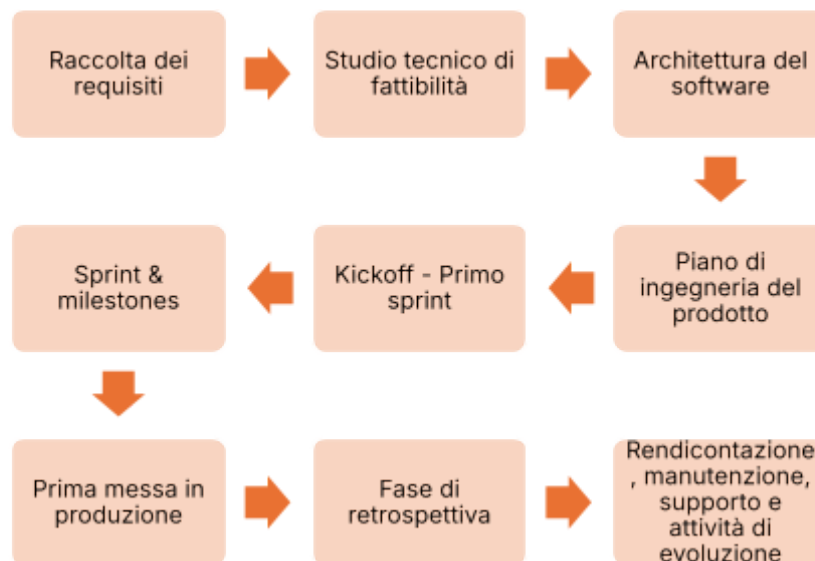 Raccolta dei
requisiti
Studio tecnico di
fattibilità
Architettura del
software
Piano di
ingegneria del
prodotto
Kickoff - Primo
sprint
Sprint &
milestones
Prima messa in
produzione
Fase di
retrospettiva
Rendicontazione
, manutenzione,
supporto e
attività di
evoluzione